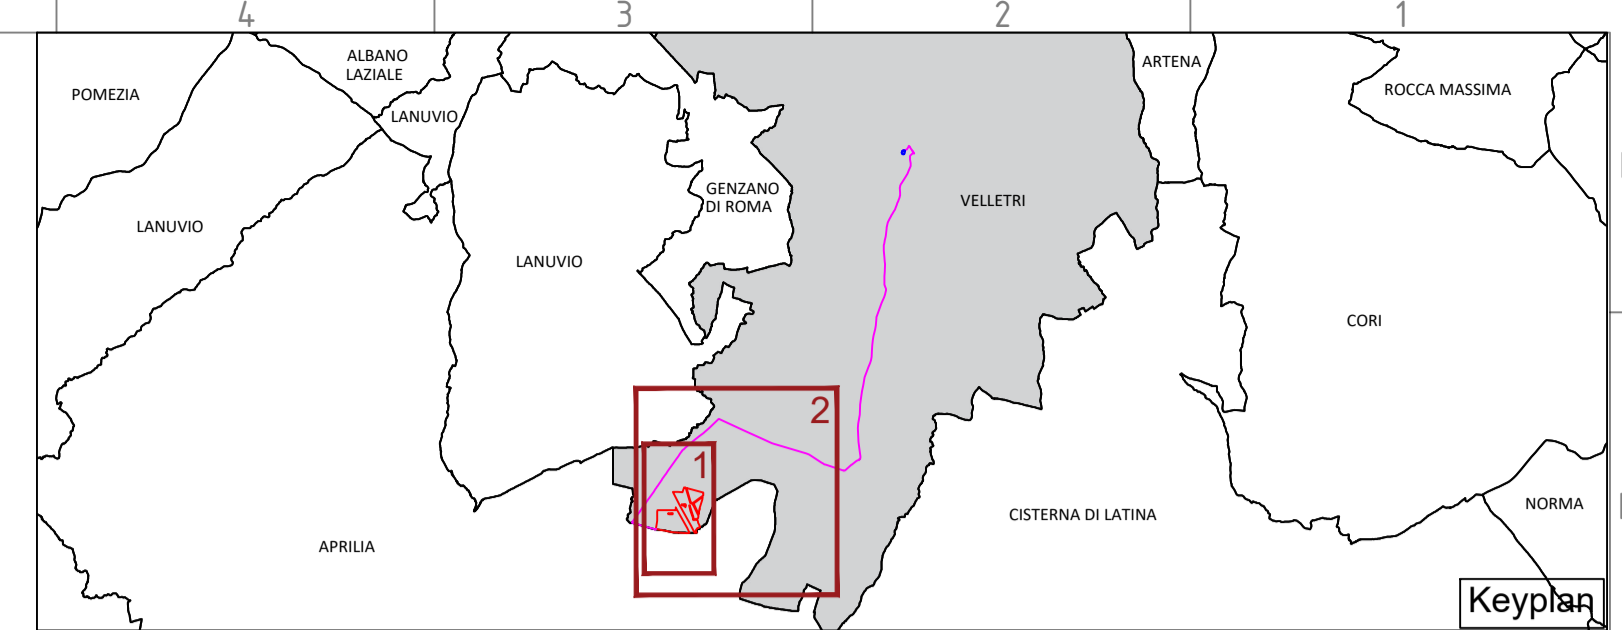 4 3 2 1
ALBANO
LAZIALE
ARTENA
POMEZIA
ROCCA MASSIMA
LANUVIO
GENZANO
DI ROMA
VELLETRI
LANUVIO
LANUVIO
CORI
2
1
NORMA
CISTERNA DI LATINA
APRILIA
Keyplan